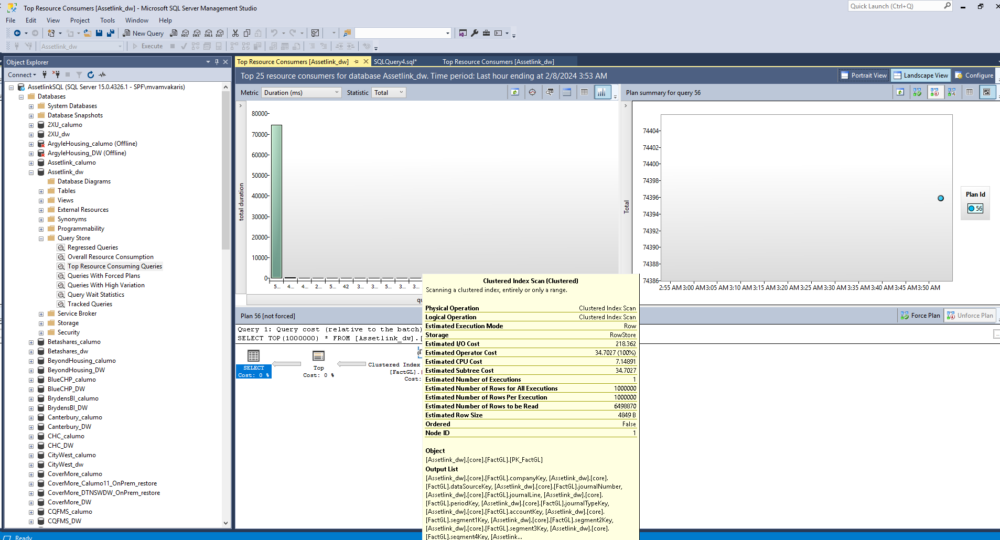 Top Resource Consumers [Assetlink_dw] - Microsoft SQL Server Management Studio
Quick Launch (Ctrl+Q)
File Edit View Project Tools Window Help
New Query
MDX DMX XMLA DAX
Assetlink_dw
Execute
Object Explorer
Connect
AssetlinkSQL (SQL Server 15.0.4326.1 - SPF\mvamvakaris)
Databases
System Databases
Database Snapshots
2XU_calumo
2XU_dw
ArgyleHousing_calumo (Offline)
ArgyleHousing_DW (Offline)
Assetlink_calumo
Assetlink_dw
Database Diagrams
Tables
Views
External Resources
Synonyms
Programmability
Query Store
Regressed Queries
Overall Resource Consumption
Top Resource Consuming Queries
Queries With Forced Plans
Queries With High Variation
Query Wait Statistics
Tracked Queries
Service Broker
Storage
Security
Betashares_calumo
Betashares_dw
BeyondHousing_calumo
BeyondHousing_DW
BlueCHP_calumo
BlueCHP_DW
BrydensBI_calumo
BrydensBI_DW
Canterbury_calumo
Canterbury_DW
CHC_calumo
CHC_DW
CityWest_calumo
CityWest_dw
CoverMore_calumo
CoverMore_Calumo11_OnPrem_restore
CoverMore_DTNSWDW_OnPrem_restore
CoverMore_DW
CQFMS_calumo
CQFMS_DW
Ready
Top Resource Consumers [Assetlink_dw]
SQLQuery4.sql*
Top Resource Consumers [Assetlink_dw]
Top 25 resource consumers for database Assetlink_dw. Time period: Last hour ending at 2/8/2024 3:53 AM
Portrait View
Landscape View
Configure
Metric Duration (ms) Statistic Total
total duration
80000
70000
60000
50000
40000
30000
20000
10000
0
5... 4... 4... 2... 5... 42 3... 3... 5... 3...
qu
Plan summary for query 56
Total
74404
74402
74400
74398
74396
74394
74392
74390
74388
74386
2:55 AM 3:00 AM 3:05 AM 3:10 AM 3:15 AM 3:20 AM 3:25 AM 3:30 AM 3:35 AM 3:40 AM 3:45 AM 3:50 AM
Plan Id
56
Plan 56 [not forced]
Force Plan
Unforce Plan
Query 1: Query cost (relative to the batch)
SELECT TOP(1000000) * FROM [Assetlink_dw].[
SELECT
Cost: 0 %
Top
Cost: 0 %
Clustered Index
[FactGL].[
Cost:
Clustered Index Scan (Clustered)
Scanning a clustered index, entirely or only a range.
Physical Operation Clustered Index Scan
Logical Operation Clustered Index Scan
Estimated Execution Mode Row
Storage RowStore
Estimated I/O Cost 218.362
Estimated Operator Cost 34.7027 (100%)
Estimated CPU Cost 7.14891
Estimated Subtree Cost 34.7027
Estimated Number of Executions 1
Estimated Number of Rows for All Executions 1000000
Estimated Number of Rows Per Execution 1000000
Estimated Number of Rows to be Read 6498870
Estimated Row Size 4849 B
Ordered False
Node ID 1
Object
[Assetlink_dw].[core].[FactGL].[PK_FactGL]
Output List
[Assetlink_dw].[core].[FactGL].companyKey, [Assetlink_dw].[core].
[FactGL].dataSourceKey, [Assetlink_dw].[core].[FactGL].journalNumber,
[Assetlink_dw].[core].[FactGL].journalLine, [Assetlink_dw].[core].
[FactGL].periodKey, [Assetlink_dw].[core].[FactGL].journalTypeKey,
[Assetlink_dw].[core].[FactGL].accountKey, [Assetlink_dw].[core].
[FactGL].segment1Key, [Assetlink_dw].[core].[FactGL].segment2Key,
[Assetlink_dw].[core].[FactGL].segment3Key, [Assetlink_dw].[core].
[FactGL].segment4Key, [Assetlink...